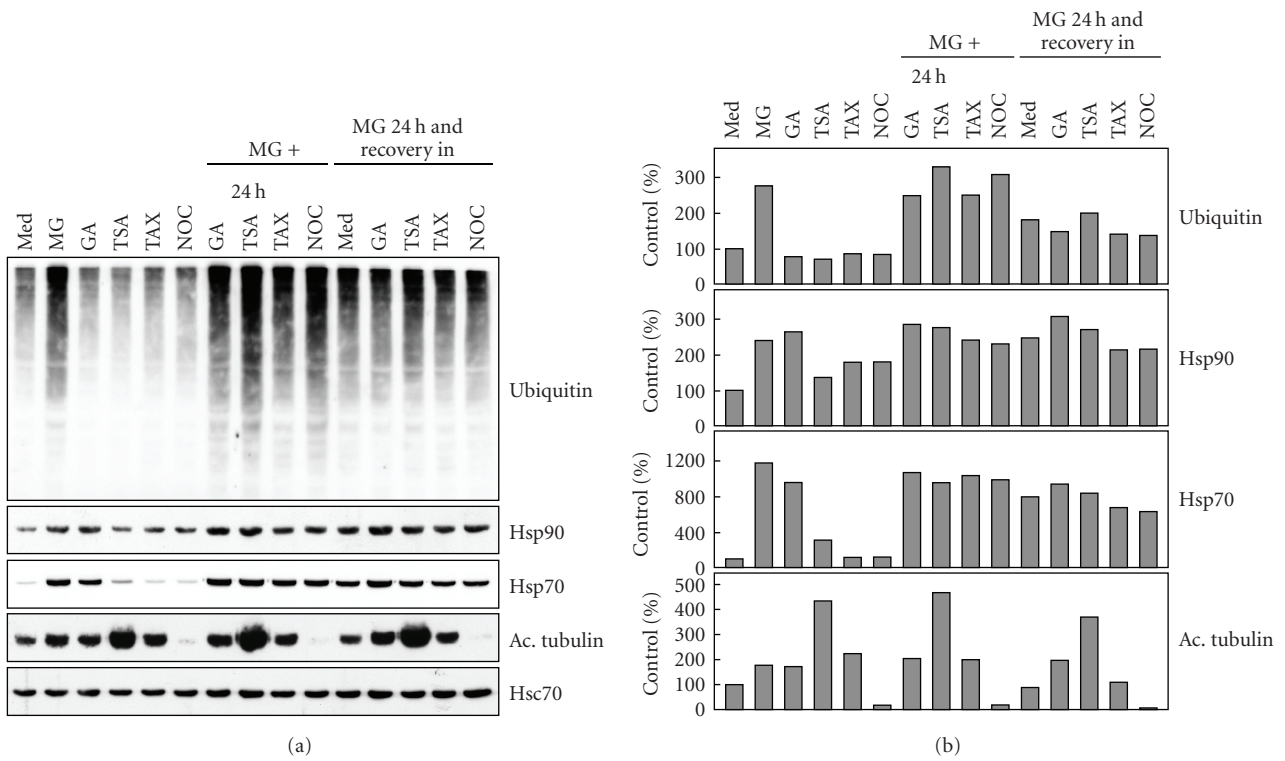 MG 24 h and
recovery in
MG +
24 h
Med MG GA TSA TAX NOC GA TSA TAX NOC Med GA TSA TAX NOC
Ubiquitin
Hsp90
Hsp70
Ac. tubulin
Hsc70
(a)
MG 24 h and
recovery in
MG +
24 h
Med MG GA TSA TAX NOC GA TSA TAX NOC Med GA TSA TAX NOC
Control (%)
300
200
100
0
Ubiquitin
Control (%)
300
200
100
0
Hsp90
Control (%)
1200
800
400
0
Hsp70
Control (%)
500
400
300
200
100
0
Ac. tubulin
(b)